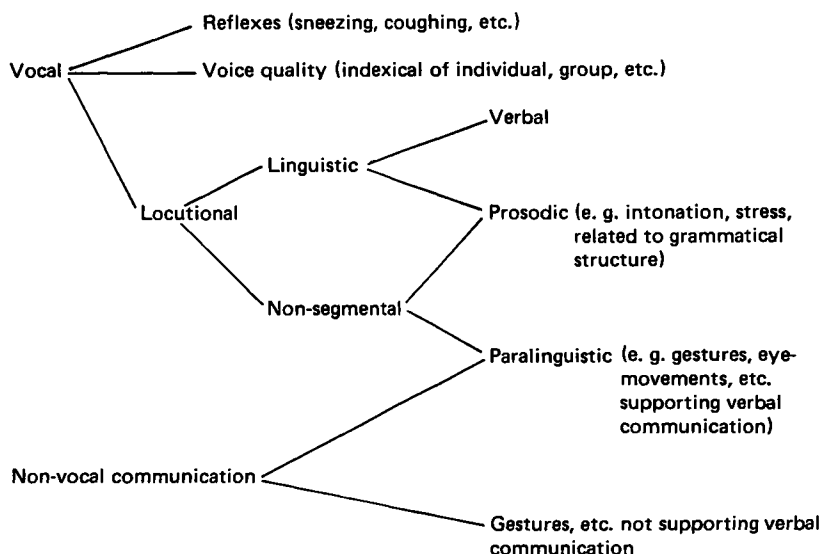 Reflexes (sneezing, coughing, etc.)
Vocal
Voice quality (indexical of individual, group, etc.)
Verbal
Linguistic
Locutional
Prosodic (e. g. intonation, stress,
related to grammatical
structure)
Non-segmental
Paralinguistic (e. g. gestures, eye-
movements, etc.
supporting verbal
communication)
Non-vocal communication
Gestures, etc. not supporting verbal
communication